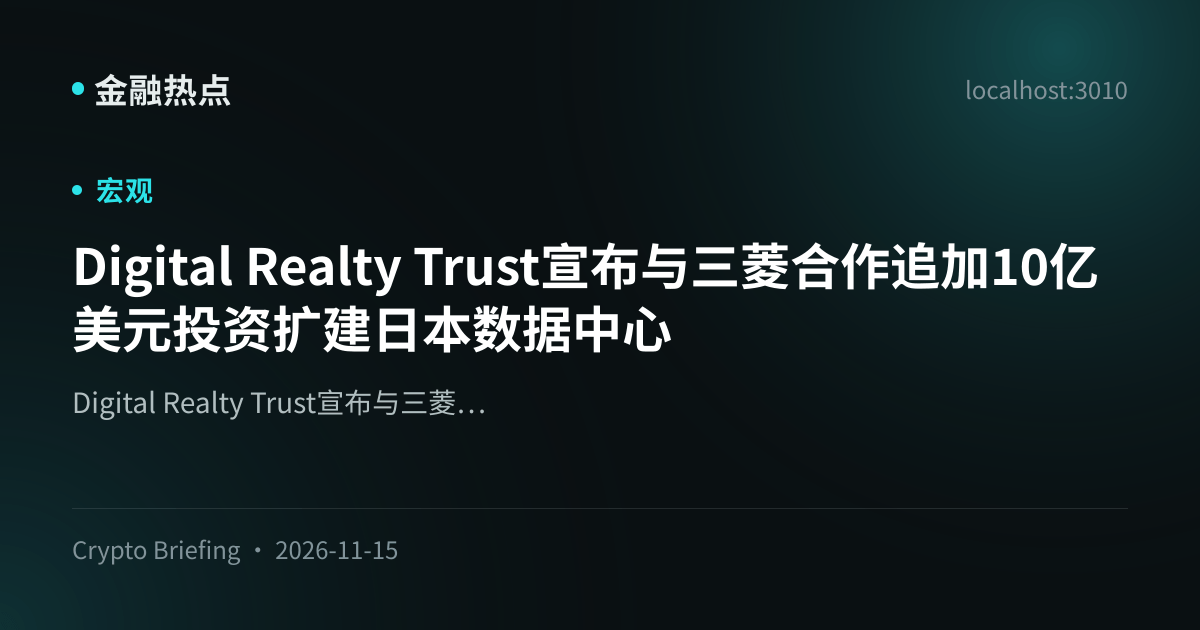 金融热点
localhost:3010
宏观
Digital Realty Trust宣布与三菱合作追加10亿
美元投资扩建日本数据中心
Digital Realty Trust宣布与三菱…
Crypto Briefing • 2026-11-15